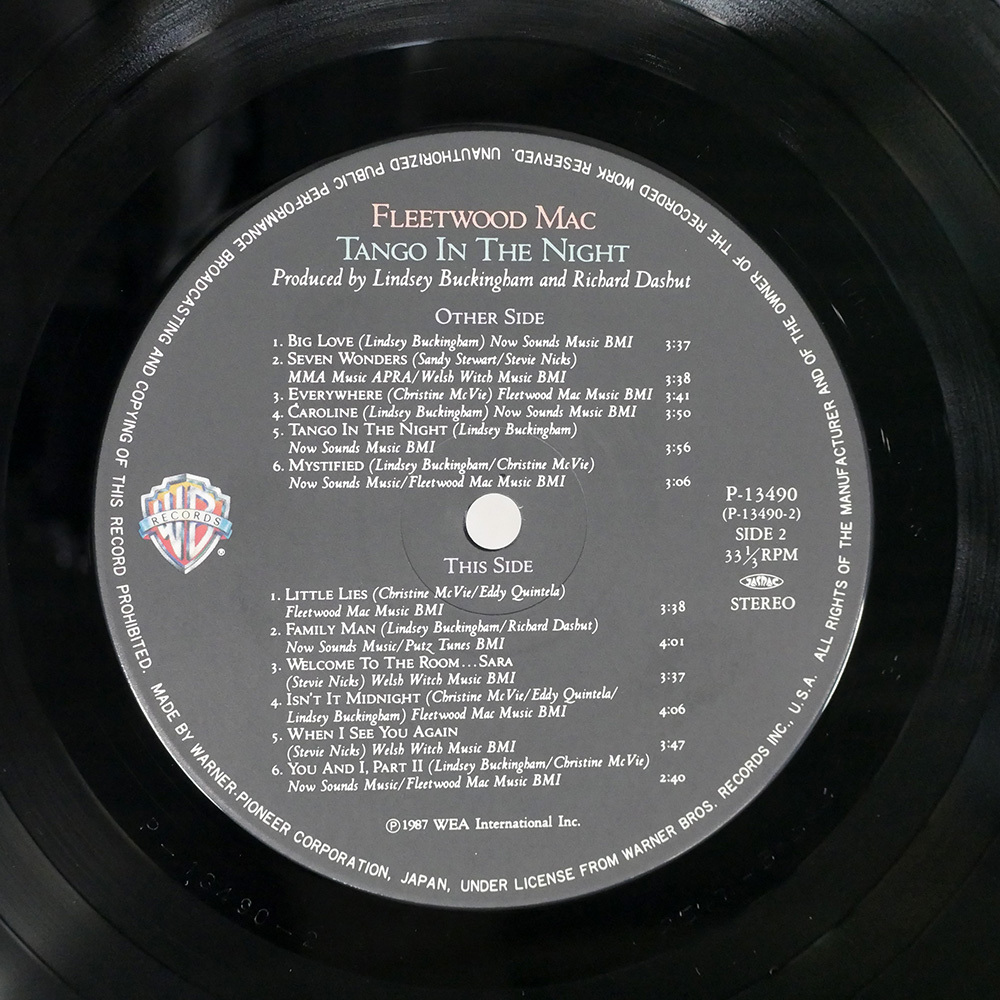 FLEETWOOD MAC
TANGO IN THE NIGHT
Produced by Lindsey Buckingham and Richard Dashut
OTHER SIDE
1. BIG LOVE (Lindsey Buckingham) Now Sounds Music BMI 3:37
2. SEVEN WONDERS (Sandy Stewart/Stevie Nicks)
MMA Music APRA/Welsh Witch Music BMI 3:38
3. EVERYWHERE (Christine McVie) Fleetwood Mac Music BMI 3:41
4. CAROLINE (Lindsey Buckingham) Now Sounds Music BMI 3:50
5. TANGO IN THE NIGHT (Lindsey Buckingham)
Now Sounds Music BMI 3:56
6. MYSTIFIED (Lindsey Buckingham/Christine McVie)
Now Sounds Music/Fleetwood Mac Music BMI 3:06
WB
RECORDS
®
P-13490
(P-13490-2)
SIDE 2
33 1/3 RPM
JASRAC
STEREO
THIS SIDE
1. LITTLE LIES (Christine McVie/Eddy Quintela)
Fleetwood Mac Music BMI 3:38
2. FAMILY MAN (Lindsey Buckingham/Richard Dashut)
Now Sounds Music/Putz Tunes BMI 4:01
3. WELCOME TO THE ROOM...SARA
(Stevie Nicks) Welsh Witch Music BMI 3:37
4. ISN'T IT MIDNIGHT (Christine McVie/Eddy Quintela/
Lindsey Buckingham) Fleetwood Mac Music BMI 4:06
5. WHEN I SEE YOU AGAIN
(Stevie Nicks) Welsh Witch Music BMI 3:47
6. YOU AND I, PART II (Lindsey Buckingham/Christine McVie)
Now Sounds Music/Fleetwood Mac Music BMI 2:40
℗1987 WEA International Inc.
MADE BY WARNER-PIONEER CORPORATION, JAPAN, UNDER LICENSE FROM WARNER BROS. RECORDS INC., U.S.A. ALL RIGHTS OF THE MANUFACTURER AND OF THE OWNER OF THE RECORDED WORK RESERVED. UNAUTHORIZED PUBLIC PERFORMANCE BROADCASTING AND COPYING OF THIS RECORD PROHIBITED.